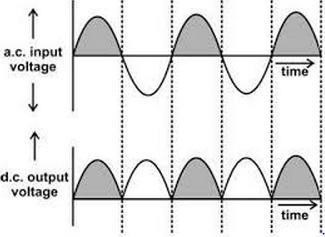 a.c. input
voltage
time
d.c. output
voltage
time